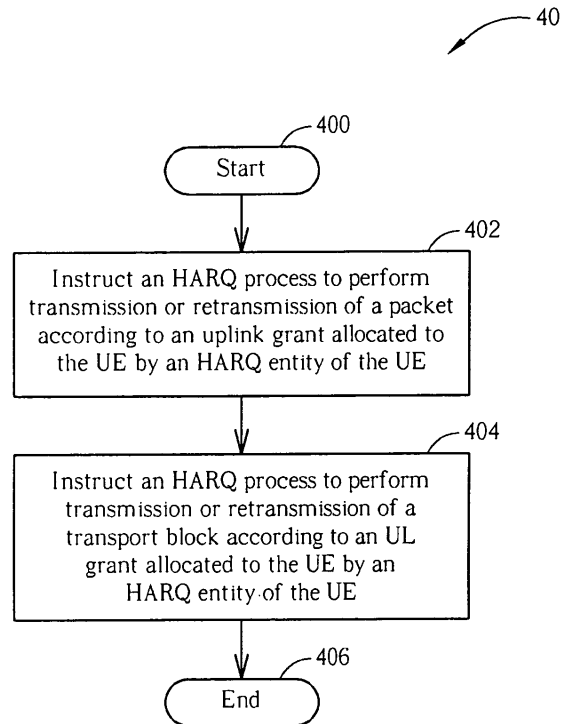 40
400
Start
402
Instruct an HARQ process to perform
transmission or retransmission of a packet
according to an uplink grant allocated to
the UE by an HARQ entity of the UE
404
Instruct an HARQ process to perform
transmission or retransmission of a
transport block according to an UL
grant allocated to the UE by an
HARQ entity of the UE
406
End